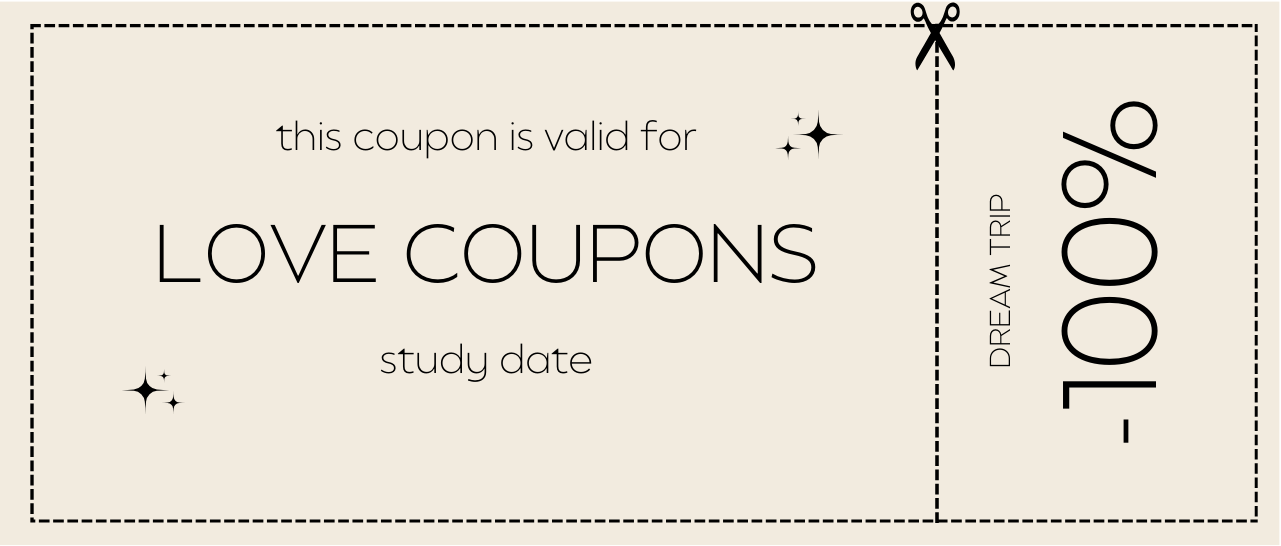 this coupon is valid for
LOVE COUPONS
study date
DREAM TRIP
-100%